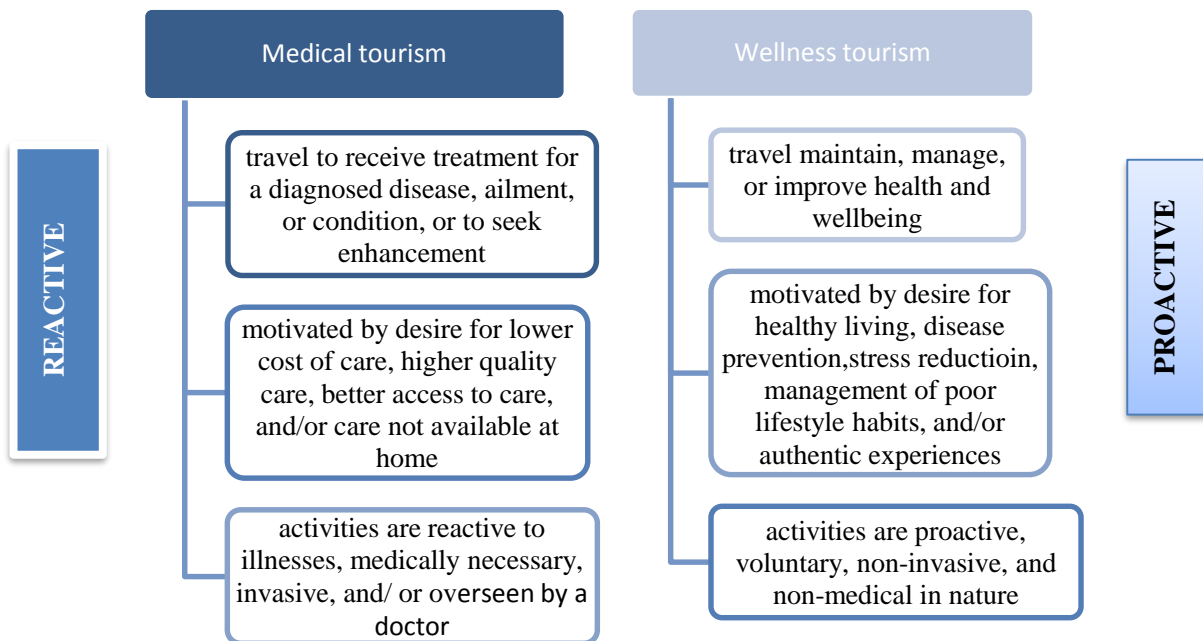 Medical tourism
travel to receive treatment for
a diagnosed disease, ailment,
or condition, or to seek
enhancement
motivated by desire for lower
cost of care, higher quality
care, better access to care,
and/or care not available at
home
activities are reactive to
illnesses, medically necessary,
invasive, and/ or overseen by a
doctor
REACTIVE
Wellness tourism
travel maintain, manage,
or improve health and
wellbeing
motivated by desire for
healthy living, disease
prevention,stress reductioin,
management of poor
lifestyle habits, and/or
authentic experiences
activities are proactive,
voluntary, non-invasive, and
non-medical in nature
PROACTIVE